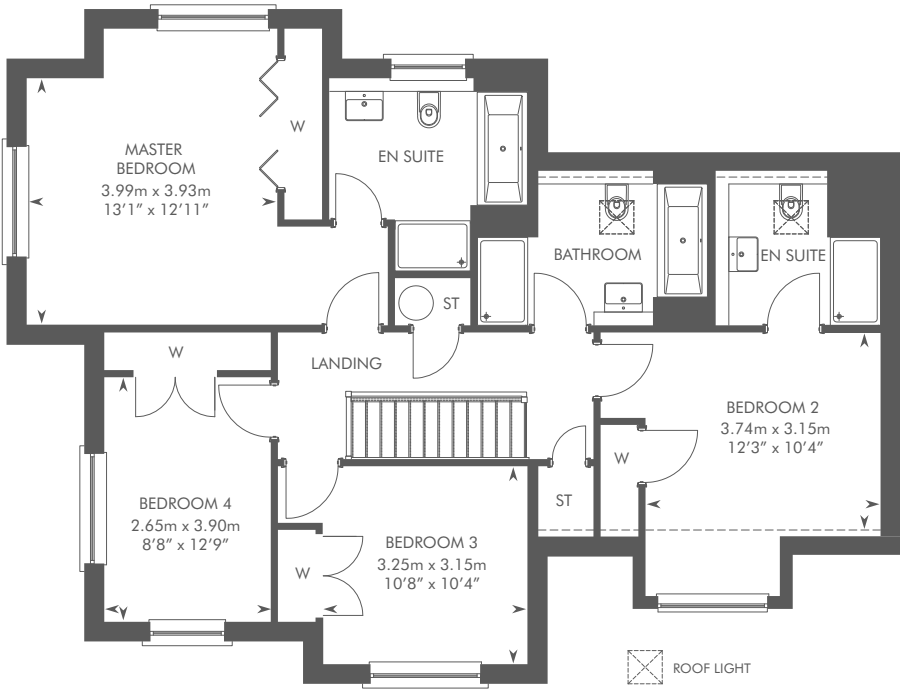 MASTER
BEDROOM
3.99m x 3.93m
13'1" x 12'11"
W
EN SUITE
BATHROOM
EN SUITE
ST
LANDING
W
BEDROOM 2
3.74m x 3.15m
12'3" x 10'4"
W
ST
BEDROOM 4
2.65m x 3.90m
8'8" x 12'9"
BEDROOM 3
3.25m x 3.15m
10'8" x 10'4"
W
ROOF LIGHT